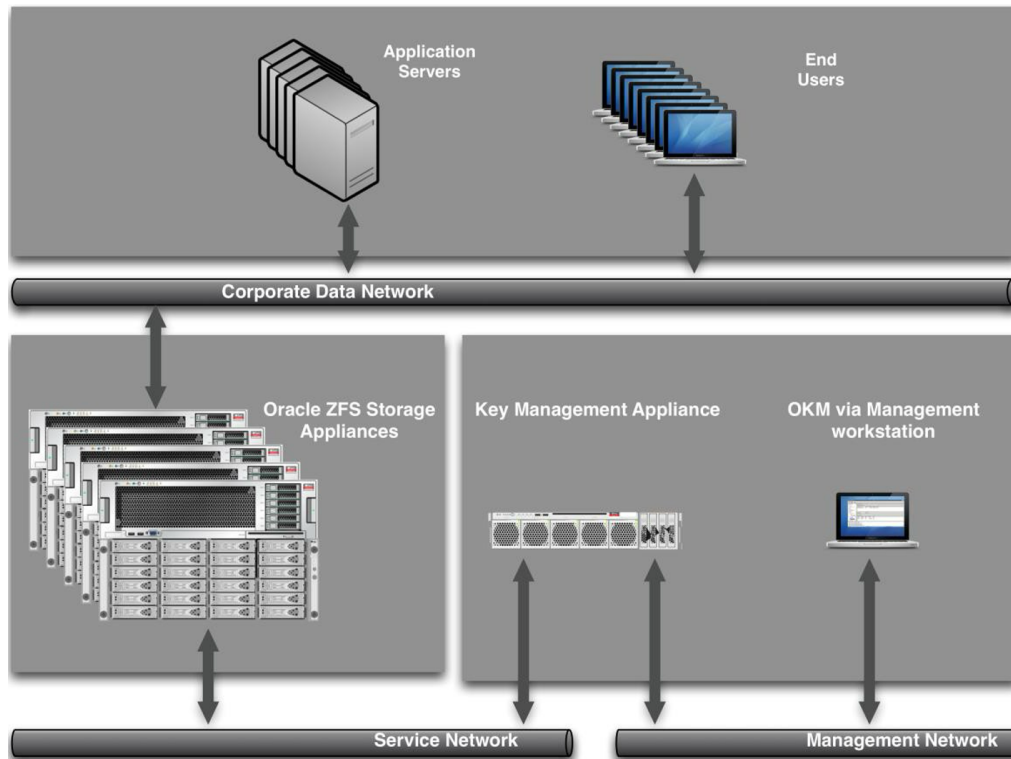 Application
Servers
End
Users
Corporate Data Network
Oracle ZFS Storage
Appliances
Key Management Appliance
OKM via Management
workstation
Service Network
Management Network